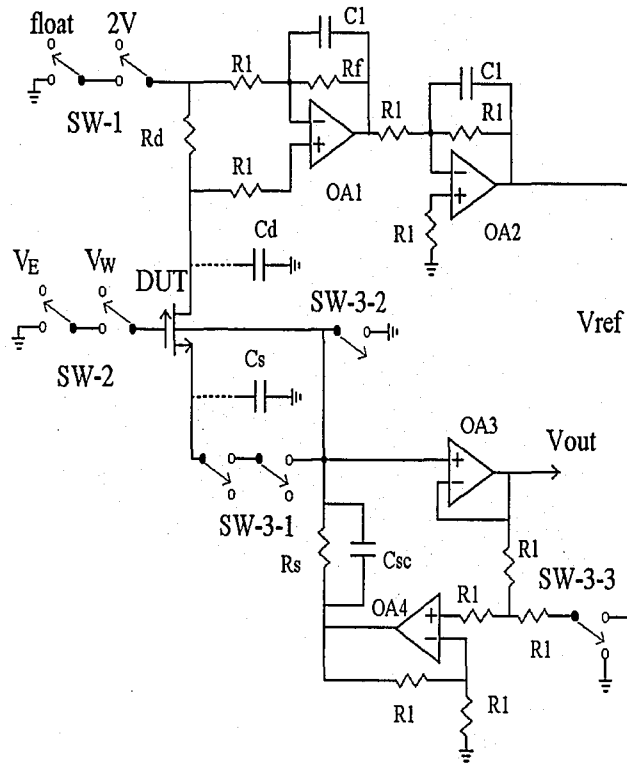 float 2V
SW-1
R1
C1
Rf
R1
C1
R1
Rd
R1
OA1
R1
OA2
Cd
VE
VW
DUT
SW-3-2
SW-2
Vref
Cs
OA3
Vout
SW-3-1
Rs
Csc
R1
SW-3-3
OA4
R1
R1
R1
R1